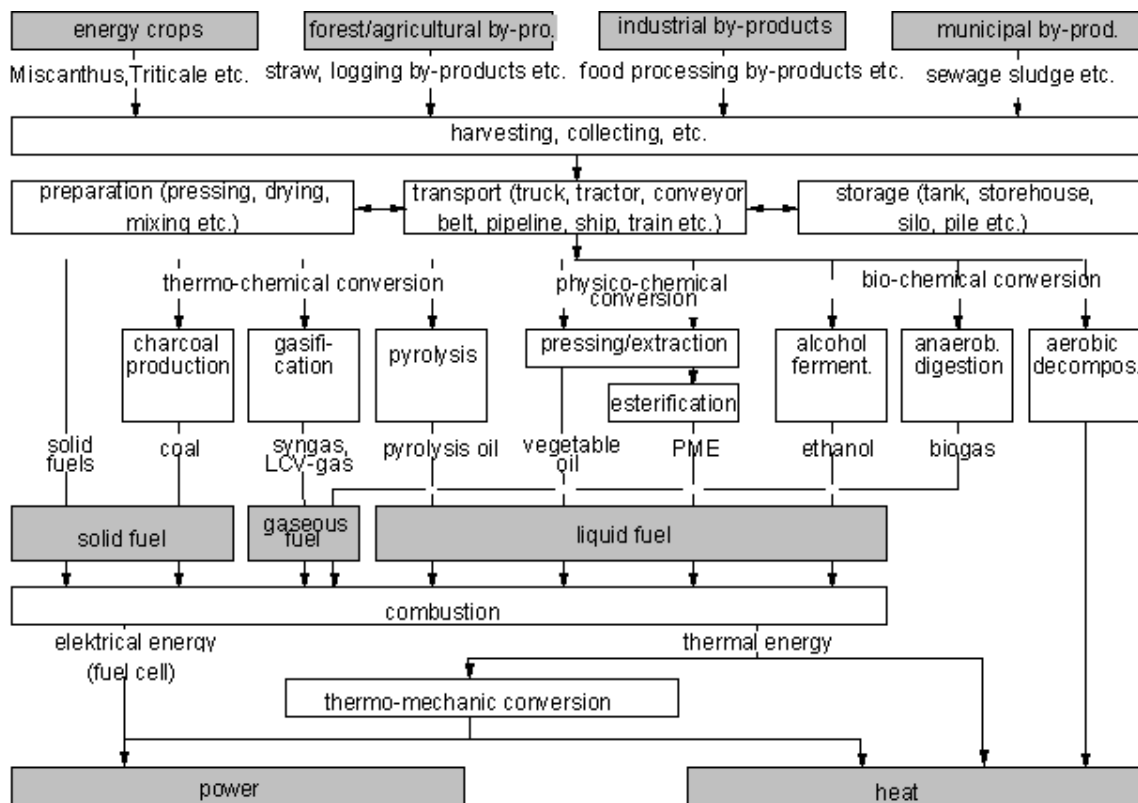 energy crops
forest/agricultural by-pro.
industrial by-products
municipal by-prod.
Miscanthus,Triticale etc.
straw, logging by-products etc.
food processing by-products etc.
sewage sludge etc.
harvesting, collecting, etc.
preparation (pressing, drying,
mixing etc.)
transport (truck, tractor, conveyor
belt, pipeline, ship, train etc.)
storage (tank, storehouse,
silo, pile etc.)
thermo-chemical conversion
physico-chemical
conversion
bio-chemical conversion
charcoal
production
gasifi-
cation
pyrolysis
pressing/extraction
esterification
alcohol
ferment.
anaerob.
digestion
aerobic
decompos.
solid
fuels
coal
syngas,
LCV-gas
pyrolysis oil
vegetable
oil
PME
ethanol
biogas
solid fuel
gaseous
fuel
liquid fuel
combustion
elektrical energy
(fuel cell)
thermal energy
thermo-mechanic conversion
power
heat